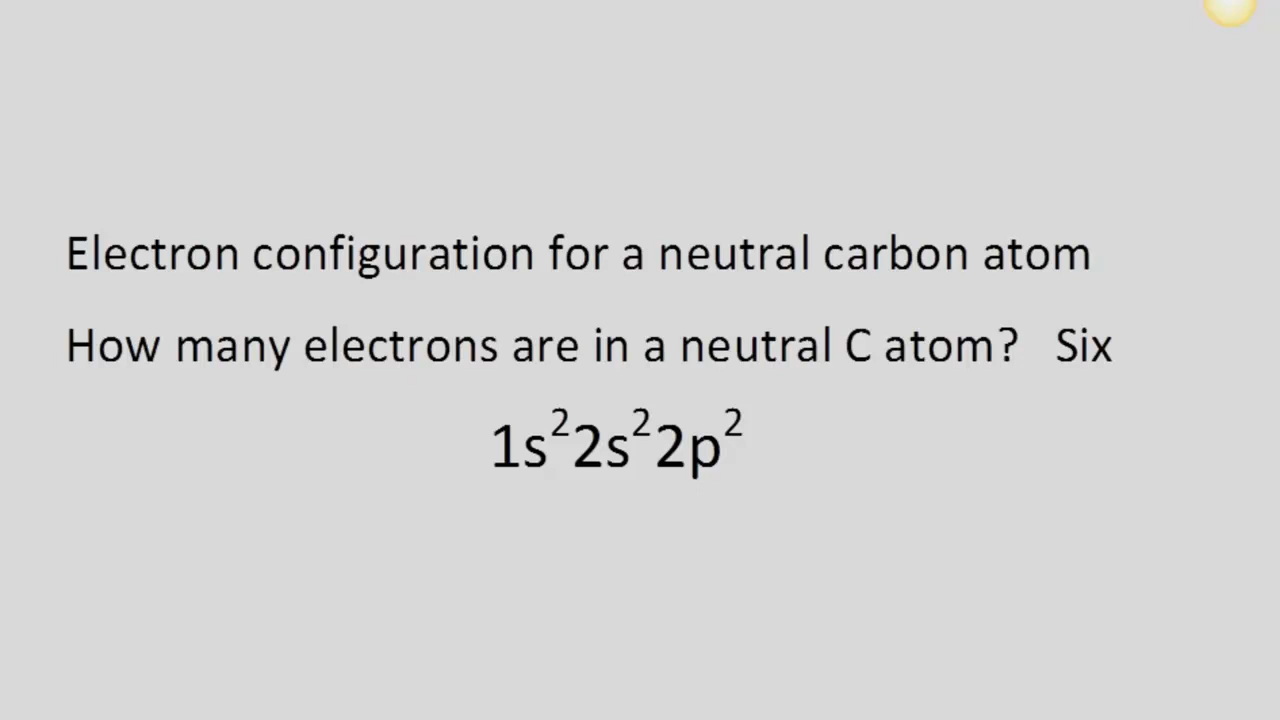 Electron configuration for a neutral carbon atom
How many electrons are in a neutral C atom? Six
1s²2s²2p²